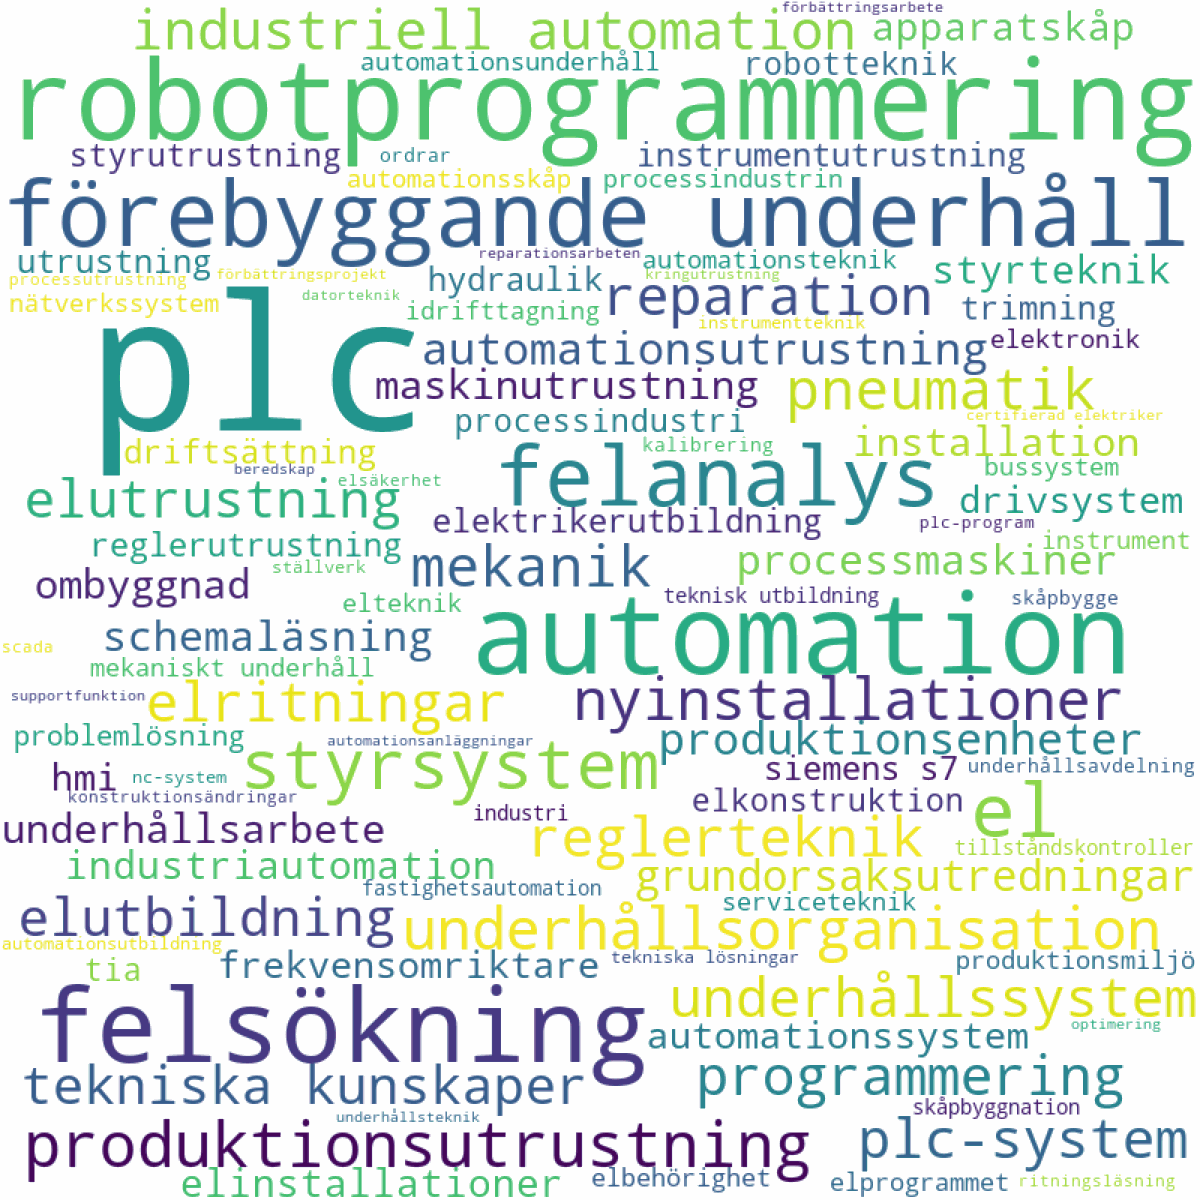 förbättringsarbete
industriell automation
apparatskåp
automationsunderhåll
robotteknik
robotprogrammering
styrutrustning
ordrar
instrumentutrustning
automationsskåp
processindustrin
förebyggande underhåll
utrustning
reparationsarbeten
automationsteknik
styrteknik
processutrustning
förbättringsprojekt
hydraulik
kringutrustning
nätverkssystem
datorteknik
idrifttagning
reparation
trimning
instrumentteknik
plc
automationsutrustning
elektronik
maskinutrustning
pneumatik
processindustri
certifierad elektriker
driftsättning
kalibrering
installation
beredskap
elsäkerhet
felanalys
bussystem
elutrustning
drivsystem
elektrikerutbildning
plc-program
reglerutrustning
instrument
ställverk
mekanik
processmaskiner
ombyggnad
elteknik
teknisk utbildning
skåpbygge
schemaläsning
automation
scada
mekaniskt underhåll
supportfunktion
elritningar
nyinstallationer
problemlösning
automationsanläggningar
produktionsenheter
hmi
nc-system
styrsystem
siemens s7
underhållsavdelning
konstruktionsändringar
industri
elkonstruktion
el
underhållsarbete
reglerteknik
tillståndskontroller
industriautomation
fastighetsautomation
grundorsaksutredningar
serviceteknik
elutbildning
underhållsorganisation
automationsutbildning
tia
frekvensomriktare
tekniska lösningar
produktionsmiljö
underhållssystem
felsökning
automationssystem
optimering
tekniska kunskaper
programmering
underhållsteknik
skåpbyggnation
produktionsutrustning
plc-system
elinstallationer
elbehörighet
elprogrammet
ritningsläsning